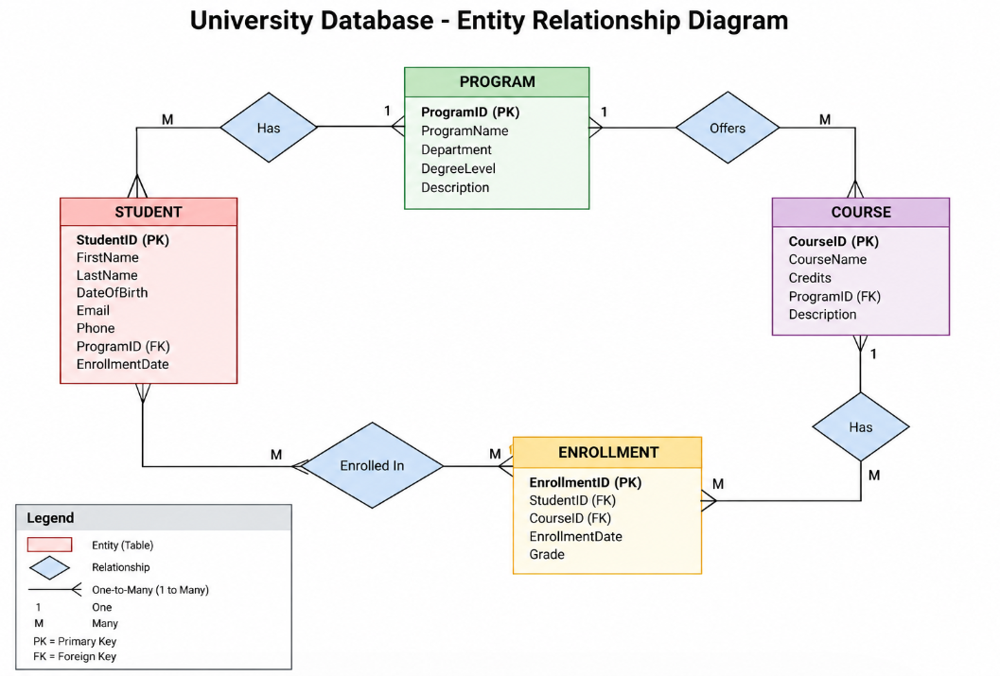 University Database - Entity Relationship Diagram
PROGRAM
ProgramID (PK)
ProgramName
Department
DegreeLevel
Description
M
Has
1
1
Offers
M
STUDENT
StudentID (PK)
FirstName
LastName
DateOfBirth
Email
Phone
ProgramID (FK)
EnrollmentDate
COURSE
CourseID (PK)
CourseName
Credits
ProgramID (FK)
Description
1
Has
M
M
Enrolled In
M
ENROLLMENT
EnrollmentID (PK)
StudentID (FK)
CourseID (FK)
EnrollmentDate
Grade
M
Legend
Entity (Table)
Relationship
One-to-Many (1 to Many)
1 One
M Many
PK = Primary Key
FK = Foreign Key